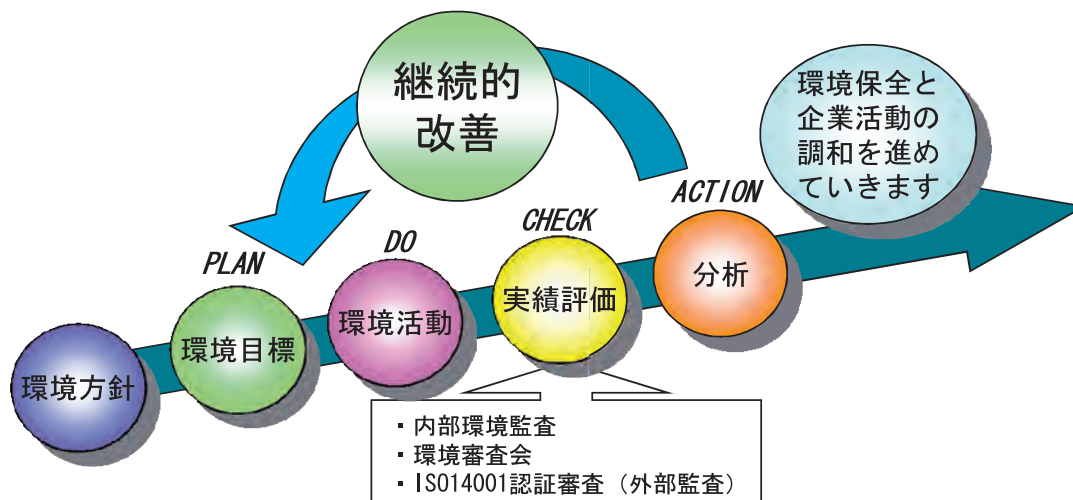 継続的
改善
環境保全と
企業活動の
調和を進め
ていきます
ACTION
CHECK
DO
PLAN
分析
実績評価
環境活動
環境目標
環境方針
・内部環境監査
・環境審査会
・ISO14001認証審査（外部監査）